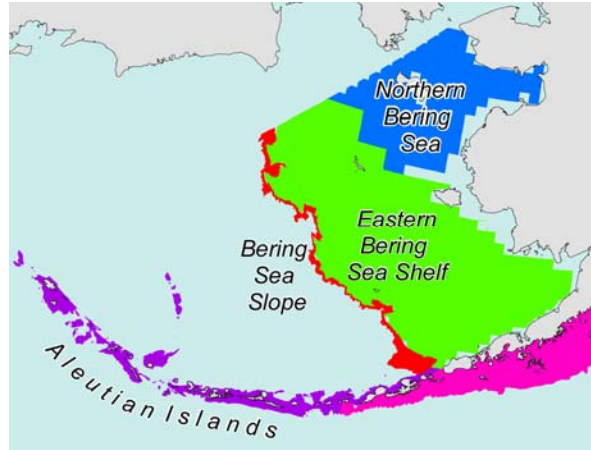 Northern
Bering
Sea
Eastern
Bering
Sea Shelf
Bering
Sea
Slope
Aleutian Islands